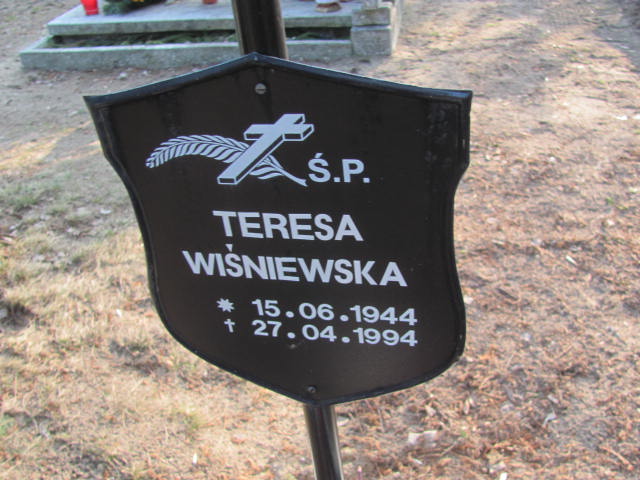 Ś.P.
TERESA
WIŚNIEWSKA
* 15.06.1944
† 27.04.1994